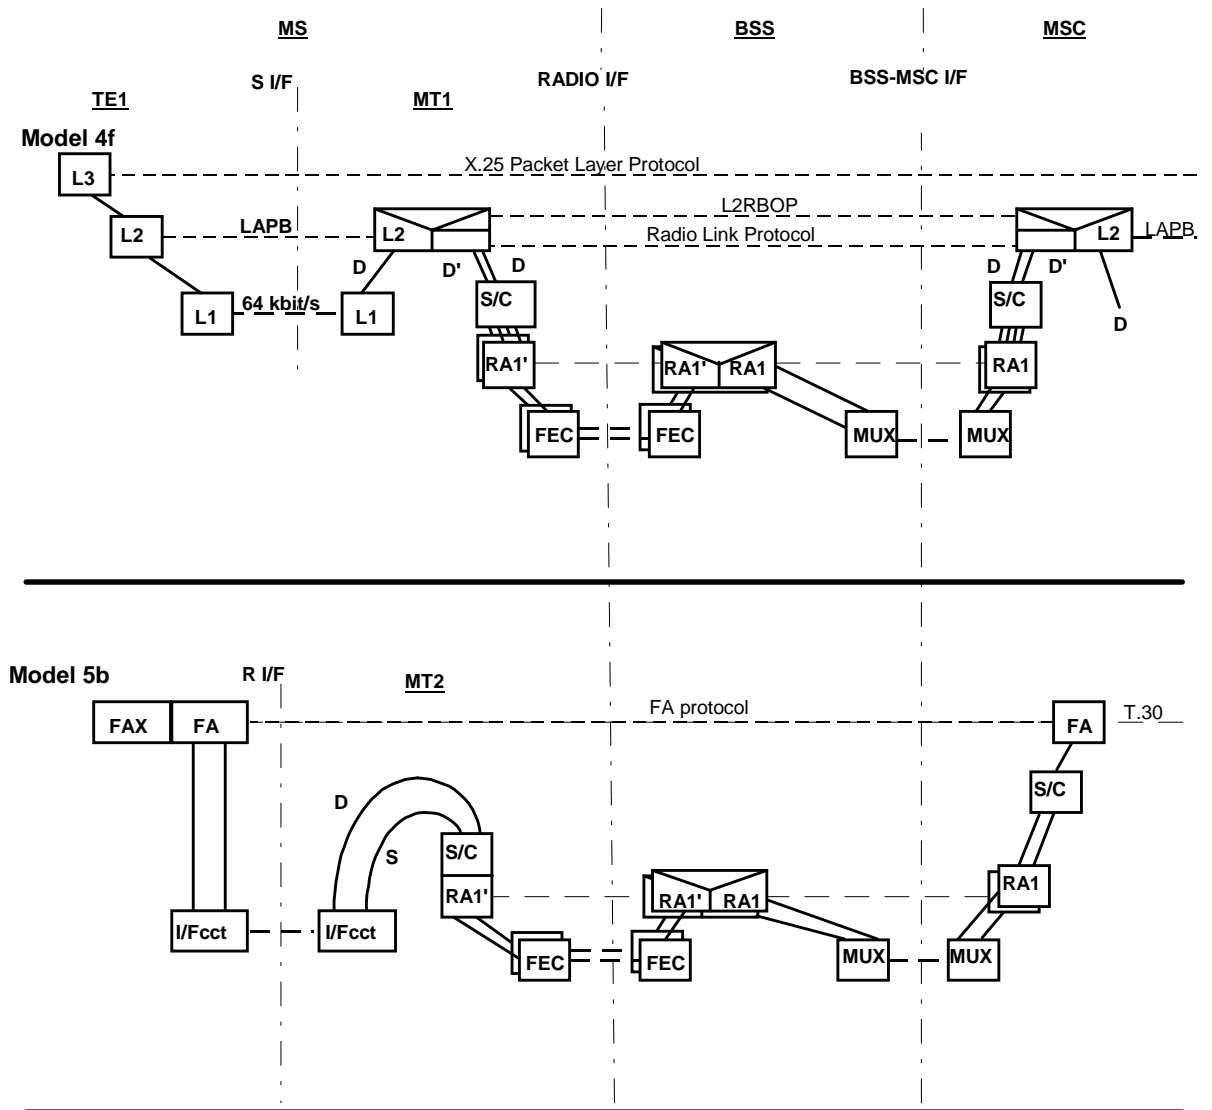 MS
BSS
MSC
S I/F
RADIO I/F
BSS-MSC I/F
TE1
MT1
Model 4f
X.25 Packet Layer Protocol
L3
L2RBOP
L2
LAPB
L2
Radio Link Protocol
L2
LAPB
D
D'
D
D
D'
L1
64 kbit/s
L1
S/C
S/C
D
RA1'
RA1'
RA1
RA1
FEC
FEC
MUX
MUX
Model 5b
R I/F
MT2
FAX
FA
FA protocol
FA
T.30
D
S/C
S
S/C
RA1'
RA1'
RA1
RA1
I/Fcct
I/Fcct
FEC
FEC
MUX
MUX